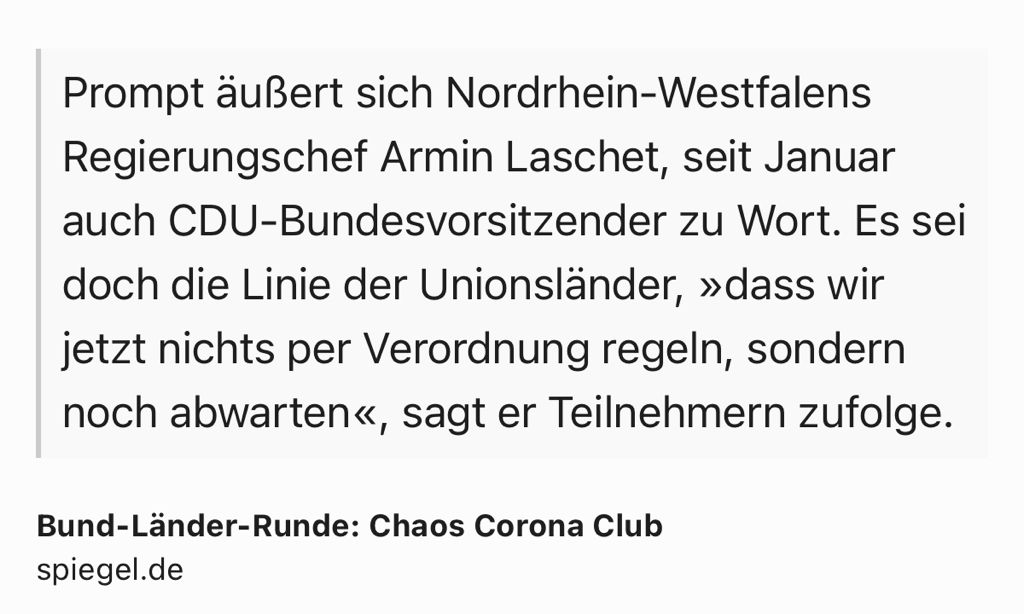 Prompt äußert sich Nordrhein-Westfalens
Regierungschef Armin Laschet, seit Januar
auch CDU-Bundesvorsitzender zu Wort. Es sei
doch die Linie der Unionsländer, »dass wir
jetzt nichts per Verordnung regeln, sondern
noch abwarten«, sagt er Teilnehmern zufolge.
Bund-Länder-Runde: Chaos Corona Club
spiegel.de